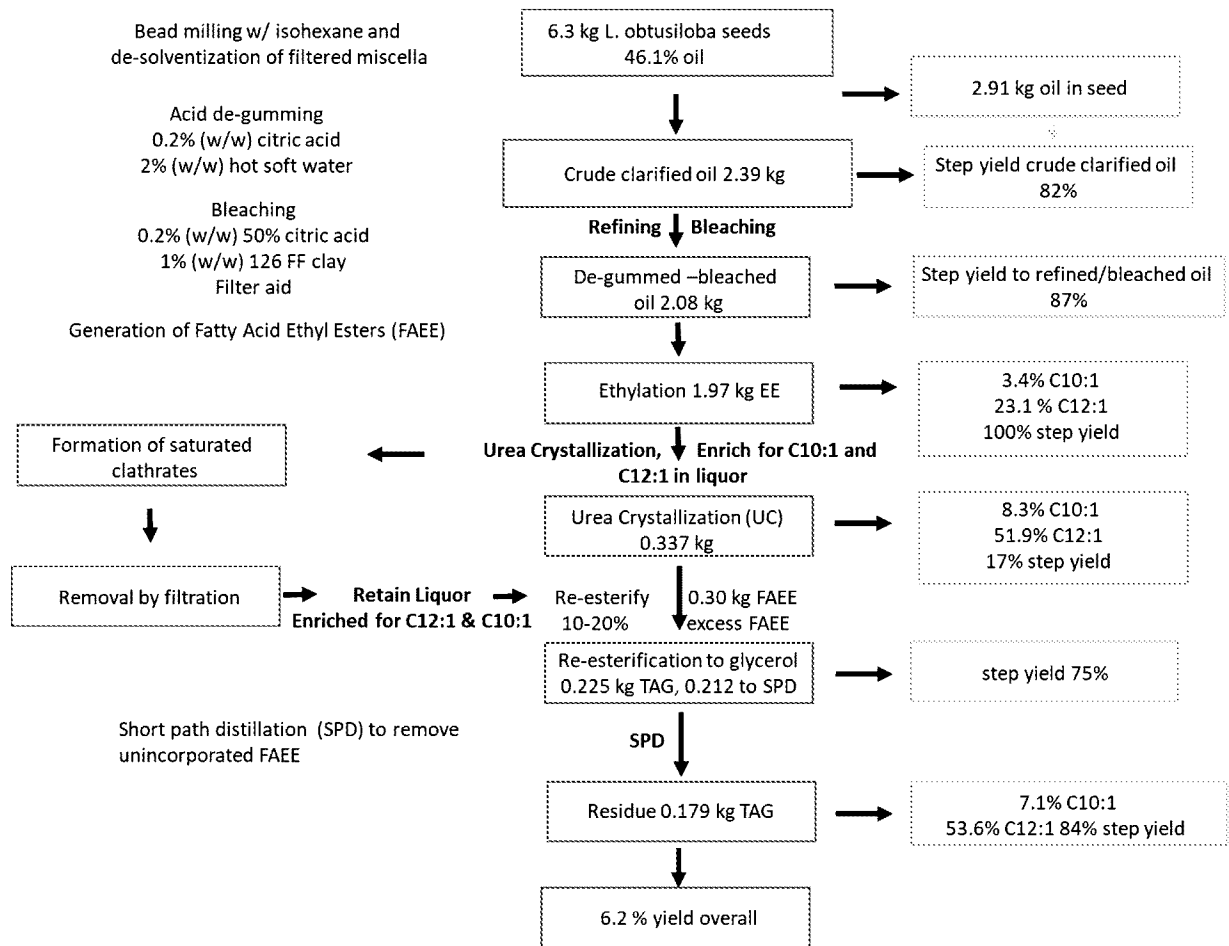 Bead milling w/ isohexane and
de-solventization of filtered miscella
6.3 kg L. obtusiloba seeds
46.1% oil
2.91 kg oil in seed
Acid de-gumming
0.2% (w/w) citric acid
2% (w/w) hot soft water
Crude clarified oil 2.39 kg
Step yield crude clarified oil
82%
Bleaching
0.2% (w/w) 50% citric acid
1% (w/w) 126 FF clay
Filter aid
Refining Bleaching
De-gummed –bleached
oil 2.08 kg
Step yield to refined/bleached oil
87%
Generation of Fatty Acid Ethyl Esters (FAEE)
Ethylation 1.97 kg EE
3.4% C10:1
23.1 % C12:1
100% step yield
Formation of saturated
clathrates
Urea Crystallization, Enrich for C10:1 and
C12:1 in liquor
Urea Crystallization (UC)
0.337 kg
8.3% C10:1
51.9% C12:1
17% step yield
Removal by filtration
Retain Liquor
Enriched for C12:1 & C10:1
Re-esterify
10-20%
0.30 kg FAEE
excess FAEE
Re-esterification to glycerol
0.225 kg TAG, 0.212 to SPD
step yield 75%
Short path distillation (SPD) to remove
unincorporated FAEE
SPD
Residue 0.179 kg TAG
7.1% C10:1
53.6% C12:1 84% step yield
6.2 % yield overall